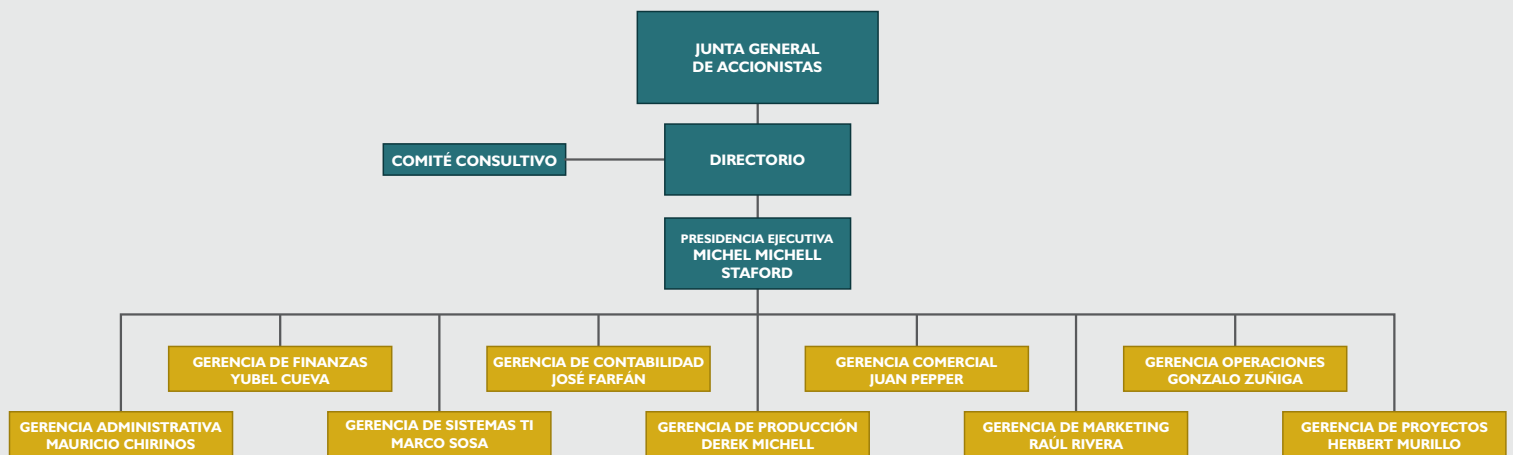 JUNTA GENERAL
DE ACCIONISTAS
COMITÉ CONSULTIVO
DIRECTORIO
PRESIDENCIA EJECUTIVA
MICHEL MICHELL
STAFORD
GERENCIA DE FINANZAS
YUBEL CUEVA
GERENCIA DE CONTABILIDAD
JOSÉ FARFÁN
GERENCIA COMERCIAL
JUAN PEPPER
GERENCIA OPERACIONES
GONZALO ZUÑIGA
GERENCIA ADMINISTRATIVA
MAURICIO CHIRINOS
GERENCIA DE SISTEMAS TI
MARCO SOSA
GERENCIA DE PRODUCCIÓN
DEREK MICHELL
GERENCIA DE MARKETING
RAÚL RIVERA
GERENCIA DE PROYECTOS
HERBERT MURILLO